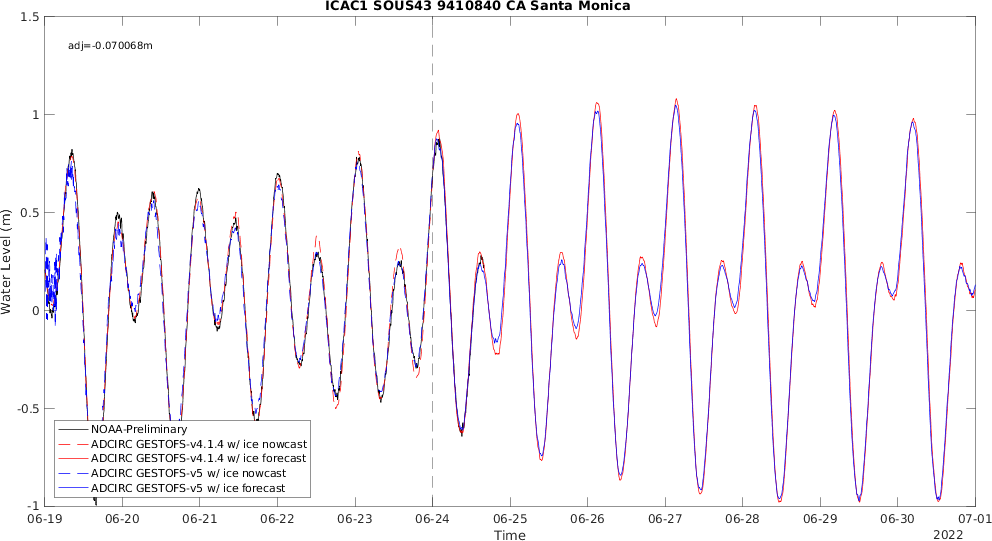 ICAC1 SOUS43 9410840 CA Santa Monica
adj=-0.070068m
Water Level (m)
1.5
1
0.5
0
-0.5
-1
NOAA-Preliminary
ADCIRC GESTOFS-v4.1.4 w/ ice nowcast
ADCIRC GESTOFS-v4.1.4 w/ ice forecast
ADCIRC GESTOFS-v5 w/ ice nowcast
ADCIRC GESTOFS-v5 w/ ice forecast
06-19 06-20 06-21 06-22 06-23 06-24 06-25 06-26 06-27 06-28 06-29 06-30 07-01
Time
2022